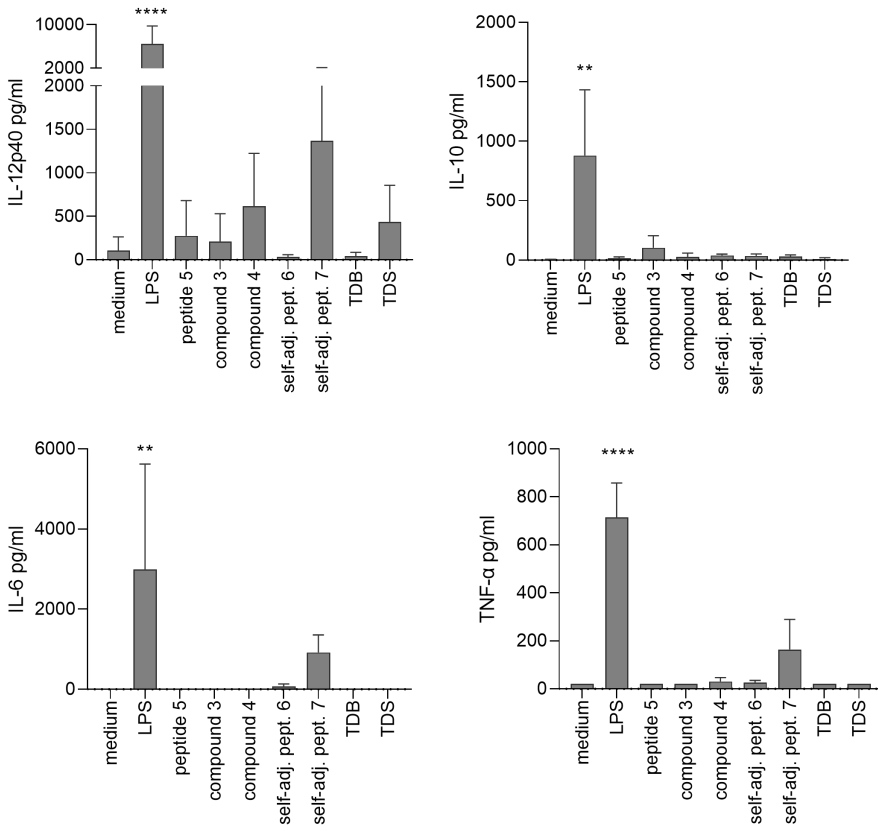 ****
10000
2000
2000
1500
1000
500
0
IL-12p40 pg/ml
medium
LPS
peptide 5
compound 3
compound 4
self-adj. pept. 6
self-adj. pept. 7
TDB
TDS
**
2000
1500
1000
500
0
IL-10 pg/ml
medium
LPS
peptide 5
compound 3
compound 4
self-adj. pept. 6
self-adj. pept. 7
TDB
TDS
**
6000
4000
2000
0
IL-6 pg/ml
medium
LPS
peptide 5
compound 3
compound 4
self-adj. pept. 6
self-adj. pept. 7
TDB
TDS
****
1000
800
600
400
200
0
TNF-α pg/ml
medium
LPS
peptide 5
compound 3
compound 4
self-adj. pept. 6
self-adj. pept. 7
TDB
TDS